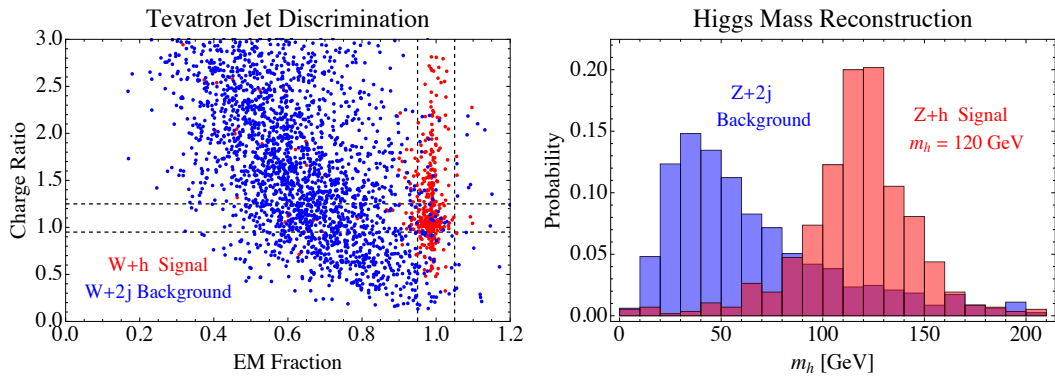 Tevatron Jet Discrimination
3.0
2.5
2.0
1.5
1.0
0.5
0.0
Charge Ratio
W+h Signal
W+2j Background
0.0
0.2
0.4
0.6
0.8
1.0
1.2
EM Fraction
Higgs Mass Reconstruction
0.20
0.15
0.10
0.05
0.00
Probability
Z+2j
Background
Z+h Signal
m_h = 120 GeV
0
50
100
150
200
m_h [GeV]